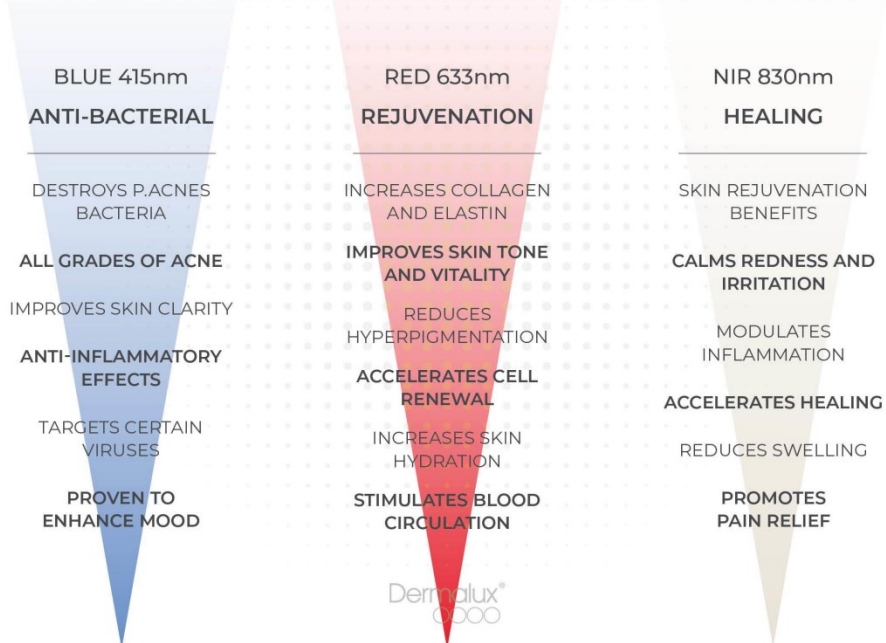 BLUE 415nm
ANTI-BACTERIAL
DESTROYS P.ACNES
BACTERIA
ALL GRADES OF ACNE
IMPROVES SKIN CLARITY
ANTI-INFLAMMATORY
EFFECTS
TARGETS CERTAIN
VIRUSES
PROVEN TO
ENHANCE MOOD
RED 633nm
REJUVENATION
INCREASES COLLAGEN
AND ELASTIN
IMPROVES SKIN TONE
AND VITALITY
REDUCES
HYPERPIGMENTATION
ACCELERATES CELL
RENEWAL
INCREASES SKIN
HYDRATION
STIMULATES BLOOD
CIRCULATION
NIR 830nm
HEALING
SKIN REJUVENATION
BENEFITS
CALMS REDNESS AND
IRRITATION
MODULATES
INFLAMMATION
ACCELERATES HEALING
REDUCES SWELLING
PROMOTES
PAIN RELIEF
Dermalux®